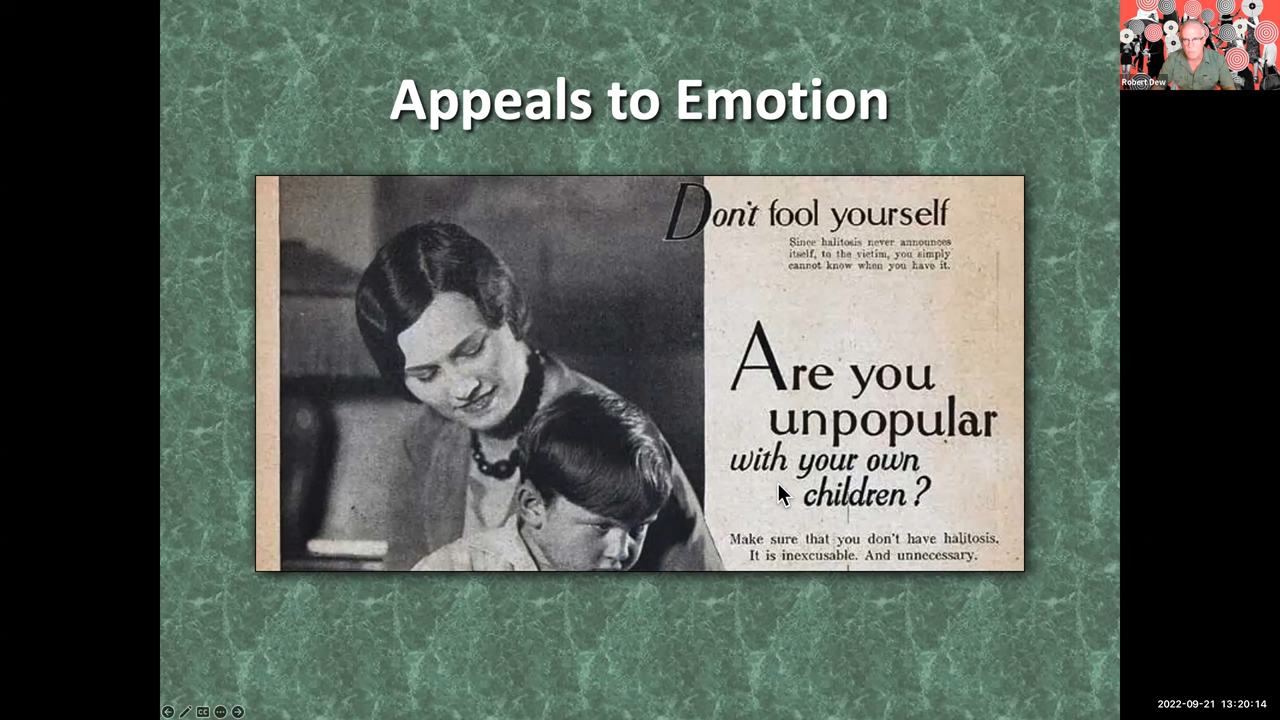 Appeals to Emotion
Robert Dew
Don't fool yourself
Since halitosis never announces
itself, to the victim, you simply
cannot know when you have it.
Are you
unpopular
with your own
children?
Make sure that you don't have halitosis.
It is inexcusable. And unnecessary.
CC
2022-09-21 13:20:14